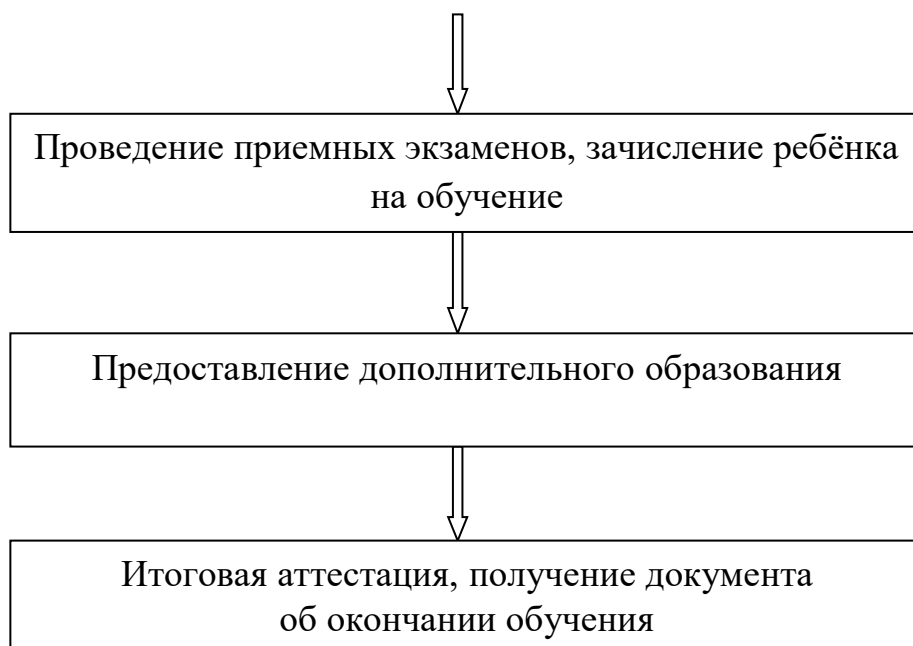 Проведение приемных экзаменов, зачисление ребёнка
на обучение
Предоставление дополнительного образования
Итоговая аттестация, получение документа
об окончании обучения